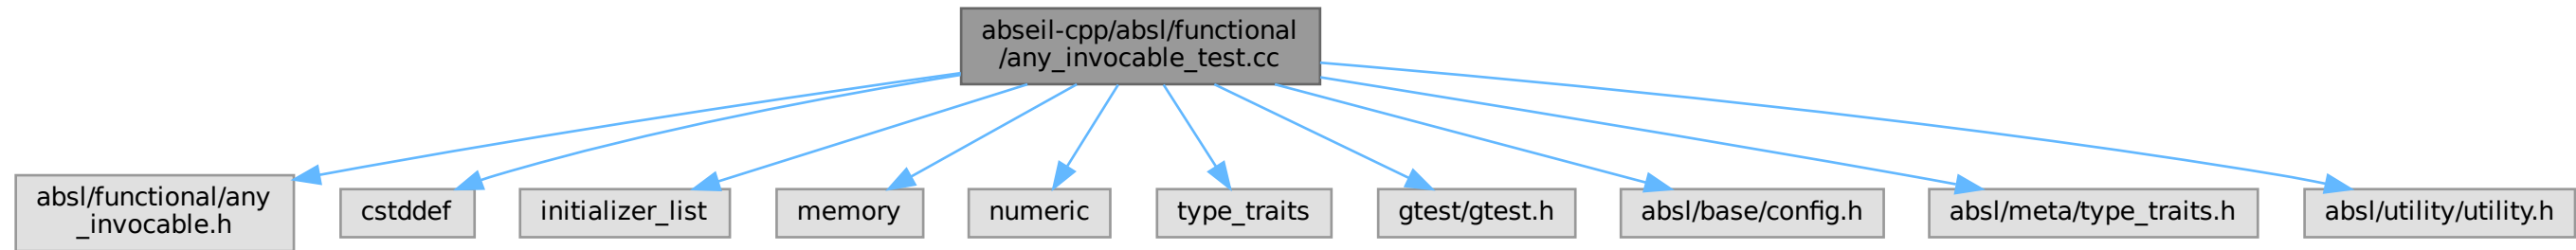 abseil-cpp/absl/functional
/any_invocable_test.cc
absl/functional/any
_invocable.h
cstddef
initializer_list
memory
numeric
type_traits
gtest/gtest.h
absl/base/config.h
absl/meta/type_traits.h
absl/utility/utility.h